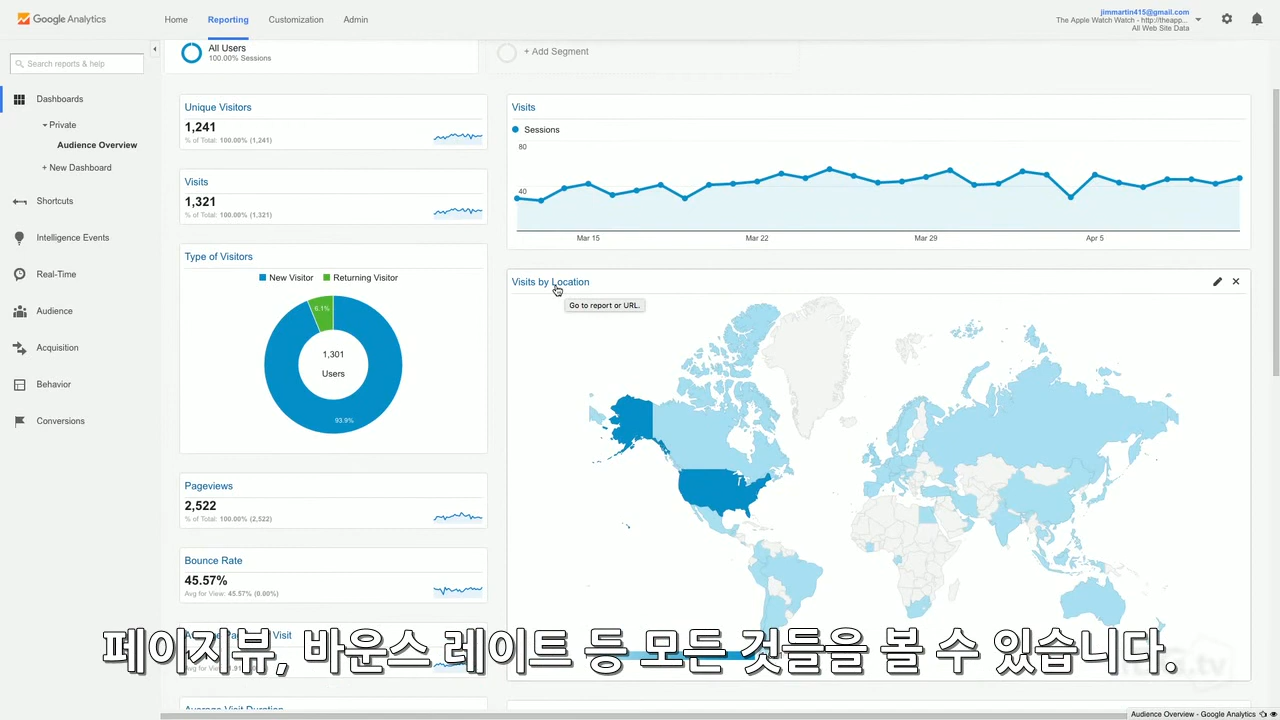 Google Analytics
Home
Reporting
Customization
Admin
jimmartin415@gmail.com
The Apple Watch Watch - http://theapp...
All Web Site Data
Search reports & help
Dashboards
Private
Audience Overview
+ New Dashboard
Shortcuts
Intelligence Events
Real-Time
Audience
Acquisition
Behavior
Conversions
All Users
100.00% Sessions
+ Add Segment
Unique Visitors
1,241
% of Total: 100.00% (1,241)
Visits
1,321
% of Total: 100.00% (1,321)
Type of Visitors
New Visitor
Returning Visitor
6.1%
1,301
Users
93.9%
Pageviews
2,522
% of Total: 100.00% (2,522)
Bounce Rate
45.57%
Avg for View: 45.57% (0.00%)
Visits
Sessions
80
40
Mar 15
Mar 22
Mar 29
Apr 5
Visits by Location
Go to report or URL.
페이지뷰, 바운스 레이트 등 모든 것들을 볼 수 있습니다.
Average Visit Duration
Audience Overview - Google Analytics